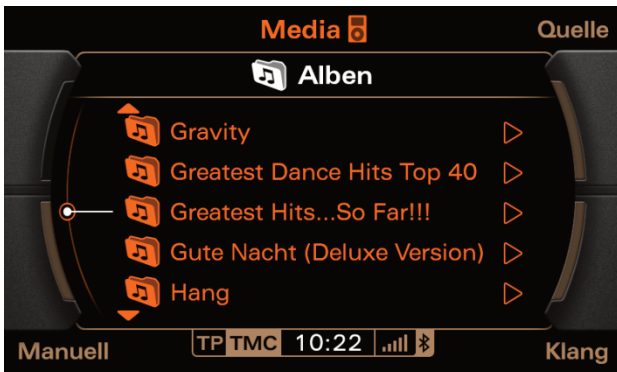 Media
Quelle
Alben
Gravity
Greatest Dance Hits Top 40
Greatest Hits...So Far!!!
Gute Nacht (Deluxe Version)
Hang
Manuell
TP TMC 10:22
Klang